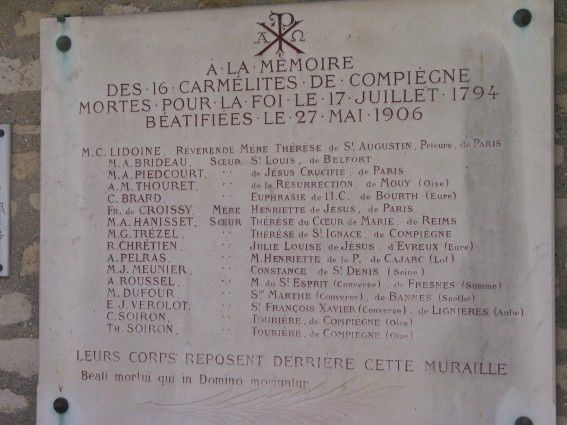 Α Ω
À LA MÉMOIRE
DES·16·CARMÉLITES·DE·COMPIÈGNE
MORTES·POUR·LA·FOI·LE·17·JUILLET·1794
BÉATIFIÉES·LE·27·MAI·1906
M.C. LIDOINE, REVÉRENDE MÈRE THÉRÈSE de St AUGUSTIN, Prieure, de PARIS
M.A. BRIDEAU, SŒUR St LOUIS, de BELFORT
M.A. PIEDCOURT, '' de JÉSUS CRUCIFIÉ, de PARIS
A.M. THOURET, '' de la RÉSURRECTION, de MOUY (Oise)
C. BRARD, '' EUPHRASIE de l'I.C. de BOURTH (Eure)
FR. de CROISSY, MÈRE HENRIETTE de JÉSUS, de PARIS
M.A. HANISSET, SŒUR THÉRÈSE du CŒUR de MARIE, de REIMS
M.G. TRÉZEL, '' THÉRÈSE de St IGNACE, de COMPIÈGNE
R. CHRÉTIEN, '' JULIE LOUISE de JÉSUS, d'EVREUX (Eure)
A. PELRAS, '' M. HENRIETTE de la P. de CAJARC (Lot)
M.J. MEUNIER, '' CONSTANCE de St DENIS (Seine)
A. ROUSSEL, '' M. du St ESPRIT (Converse), de FRESNES (Somme)
M. DUFOUR, '' Ste MARTHE (Converse), de BANNES (Sarthe)
E.J. VEROLOT, '' St FRANÇOIS XAVIER (Converse), de LIGNIÈRES (Aube)
C. SOIRON, '' TOURIÈRE, de COMPIÈGNE (Oise)
TH. SOIRON, '' TOURIÈRE, de COMPIÈGNE (Oise)
LEURS CORPS REPOSENT DERRIÈRE CETTE MURAILLE
Beati mortui qui in Domino moriuntur